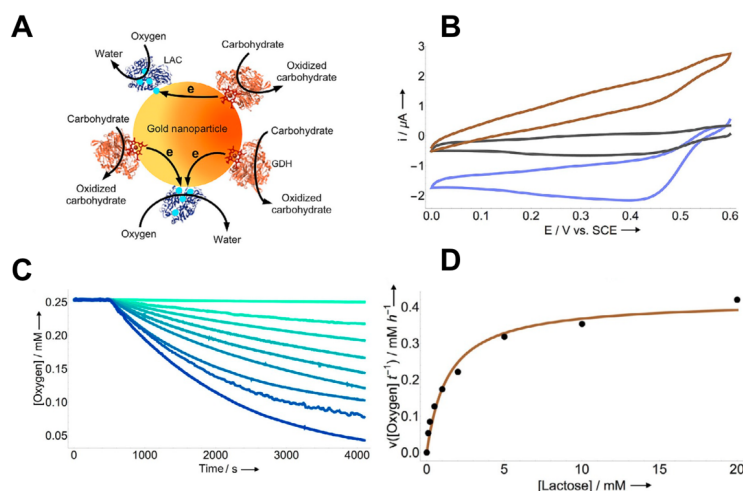 A
Oxygen
Water
LAC
Carbohydrate
Oxidized
carbohydrate
e
Carbohydrate
Gold nanoparticle
Carbohydrate
e
e
GDH
Oxidized
carbohydrate
Oxidized
carbohydrate
Oxygen
Water
B
3
2
1
0
−1
−2
i / µA
0.0
0.1
0.2
0.3
0.4
0.5
0.6
E / V vs. SCE
C
0.25
0.20
0.15
0.10
0.05
[Oxygen] / mM
0
1000
2000
3000
4000
Time / s
D
0.4
0.3
0.2
0.1
0.0
v([Oxygen] t⁻¹) / mM h⁻¹
0
5
10
15
20
[Lactose] / mM